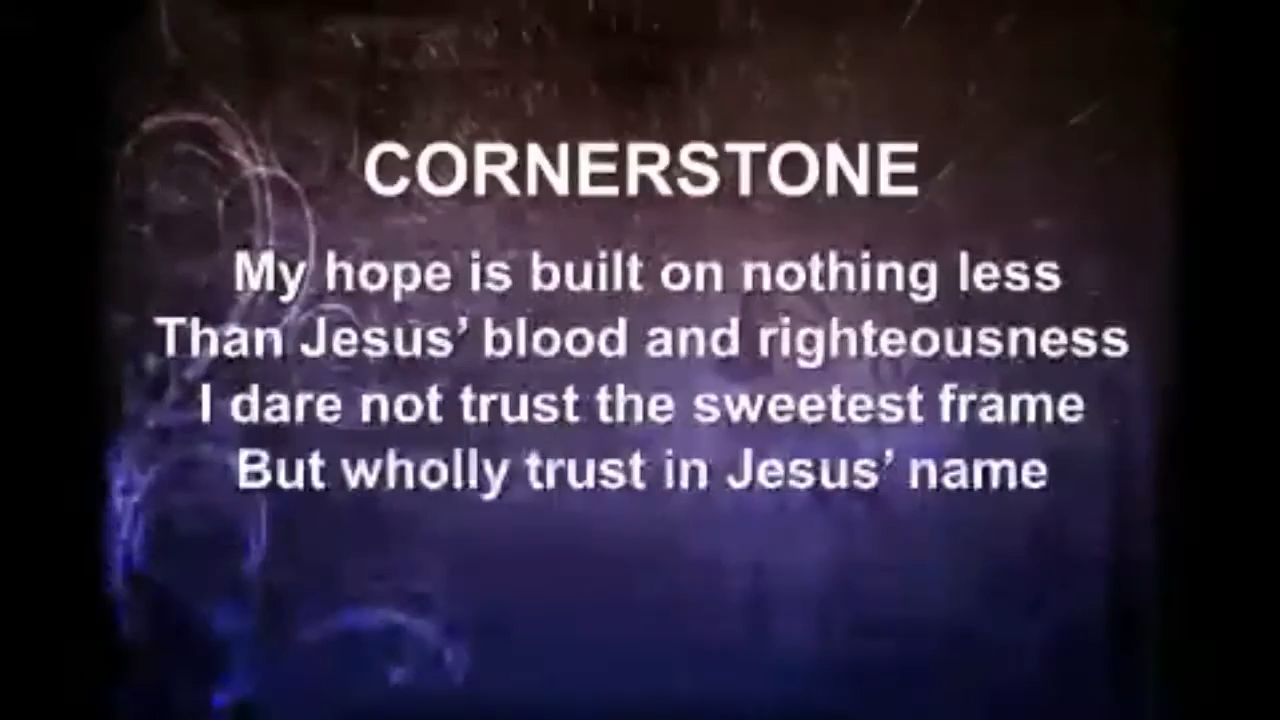 CORNERSTONE
My hope is built on nothing less
Than Jesus’ blood and righteousness
I dare not trust the sweetest frame
But wholly trust in Jesus’ name